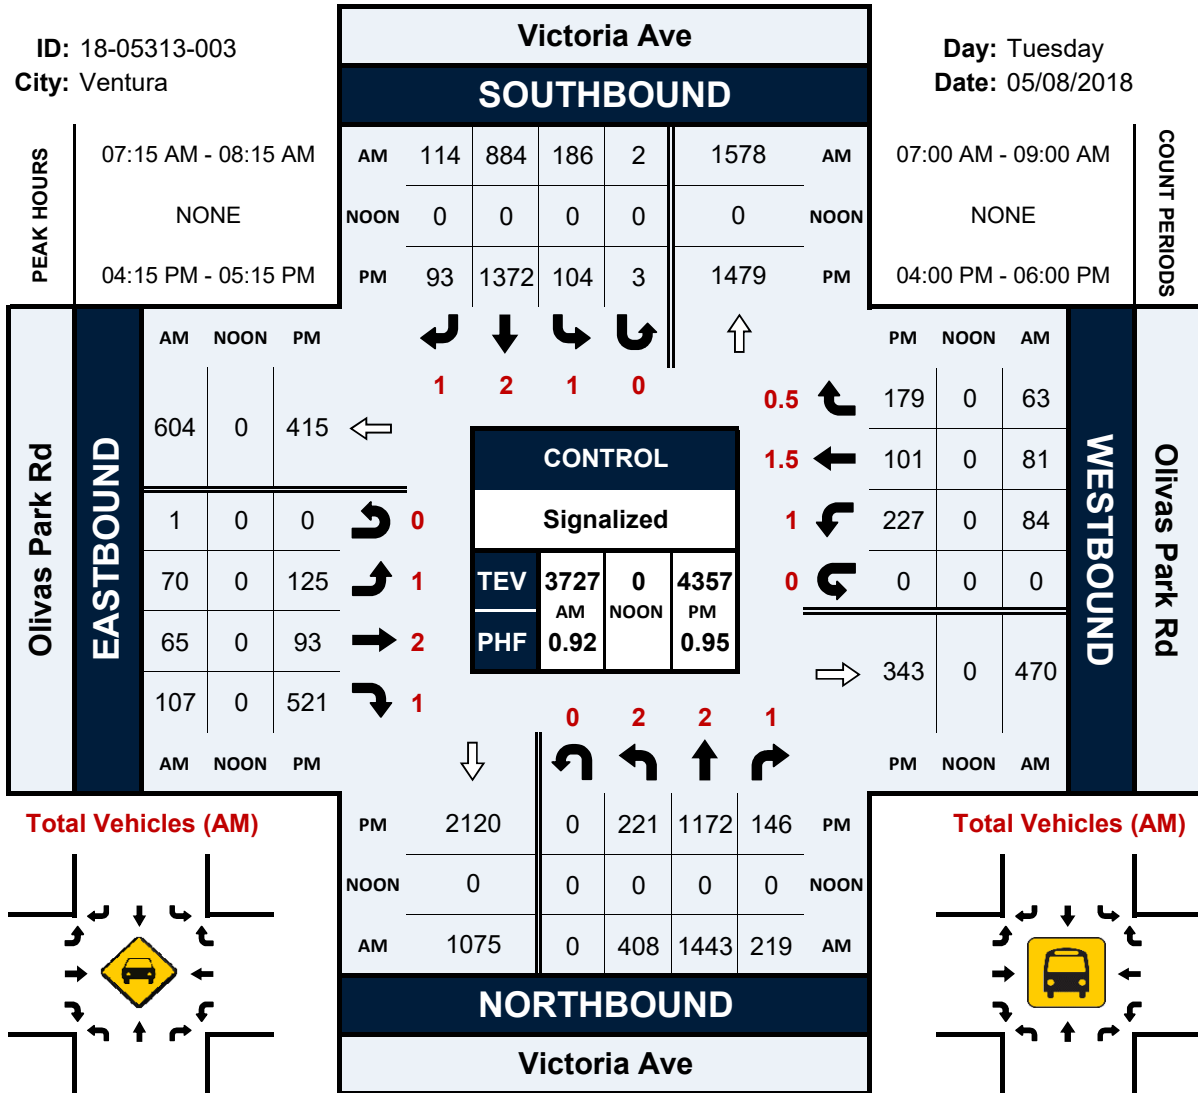 Victoria Ave
ID: 18-05313-003
Day: Tuesday
City: Ventura
Date: 05/08/2018
SOUTHBOUND
PEAK HOURS
07:15 AM - 08:15 AM
AM 114 884 186 2 1578 AM
07:00 AM - 09:00 AM
COUNT PERIODS
NONE
NOON 0 0 0 0 0 NOON
NONE
04:15 PM - 05:15 PM
PM 93 1372 104 3 1479 PM
04:00 PM - 06:00 PM
AM NOON PM
PM NOON AM
1 2 1 0
0.5 179 0 63
604 0 415
1.5 101 0 81
1 227 0 84
0 0 0 0
343 0 470
1 0 0 0
70 0 125 1
65 0 93 2
107 0 521 1
Olivas Park Rd
EASTBOUND
WESTBOUND
Olivas Park Rd
CONTROL
Signalized
TEV 3727 0 4357
AM NOON PM
PHF 0.92 0.95
0 2 2 1
AM NOON PM
PM NOON AM
Total Vehicles (AM)
PM 2120 0 221 1172 146 PM
Total Vehicles (AM)
NOON 0 0 0 0 0 NOON
AM 1075 0 408 1443 219 AM
NORTHBOUND
Victoria Ave